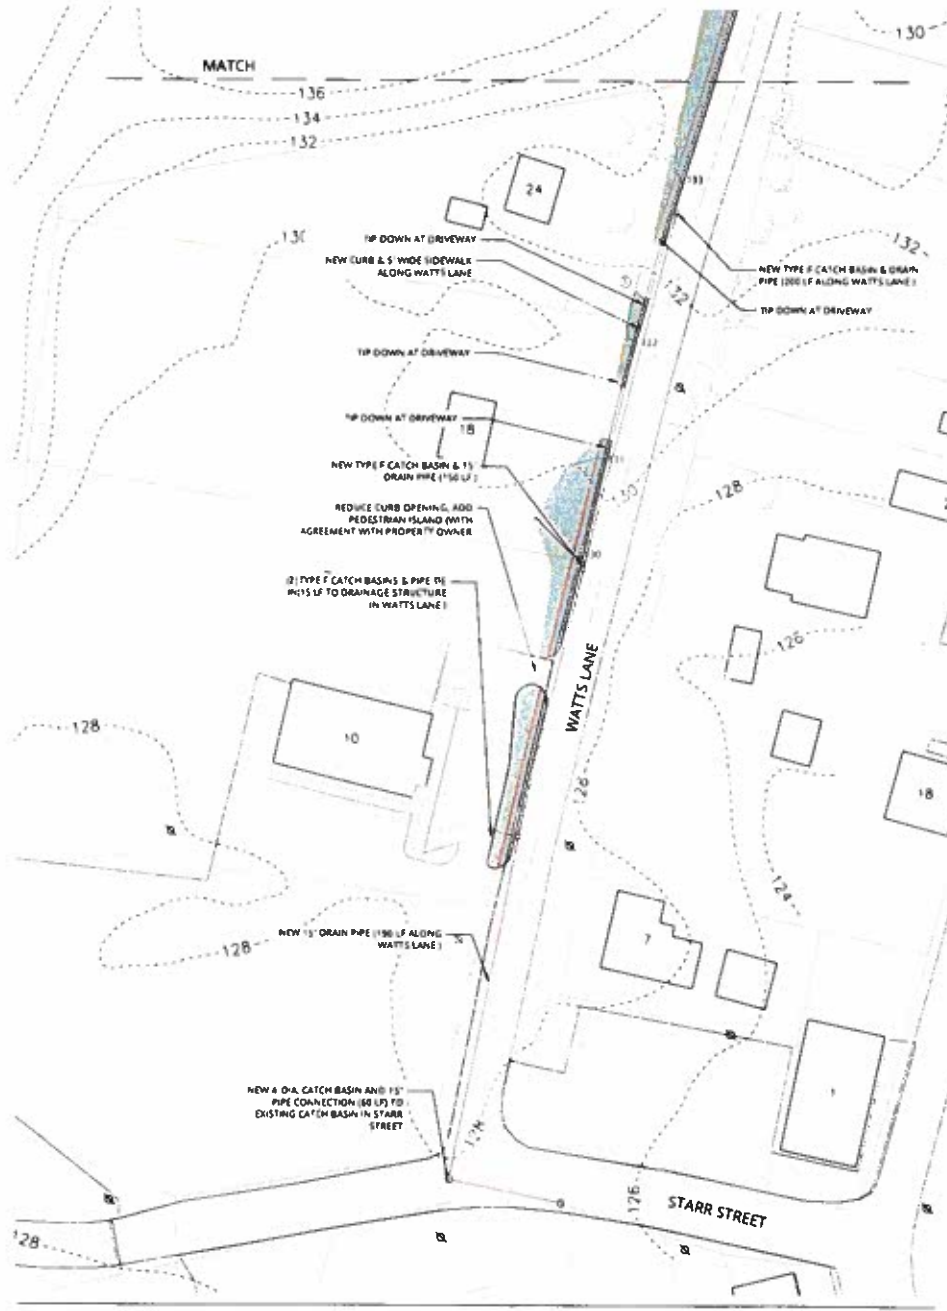 130
MATCH
136
134
132
24
133
13
TIP DOWN AT DRIVEWAY
NEW CURB & 5' WIDE SIDEWALK
ALONG WATTS LANE
132
NEW TYPE F CATCH BASIN & DRAIN
PIPE (200 LF ALONG WATTS LANE)
132
TIP DOWN AT DRIVEWAY
TIP DOWN AT DRIVEWAY
TIP DOWN AT DRIVEWAY
18
NEW TYPE F CATCH BASIN & 15"
DRAIN PIPE (150 LF)
130
128
REDUCE CURB OPENING, ADD
PEDESTRIAN ISLAND (WITH
AGREEMENT WITH PROPERTY OWNER
(2) TYPE F CATCH BASINS & PIPE TIE
IN(15 LF TO DRAINAGE STRUCTURE
IN WATTS LANE)
126
WATTS LANE
128
10
128
18
124
7
128
NEW 15" DRAIN PIPE (190 LF ALONG
WATTS LANE)
NEW 4' DIA. CATCH BASIN AND 15"
PIPE CONNECTION (60 LF) TO
EXISTING CATCH BASIN IN STARR
STREET
1
128
126
STARR STREET
128